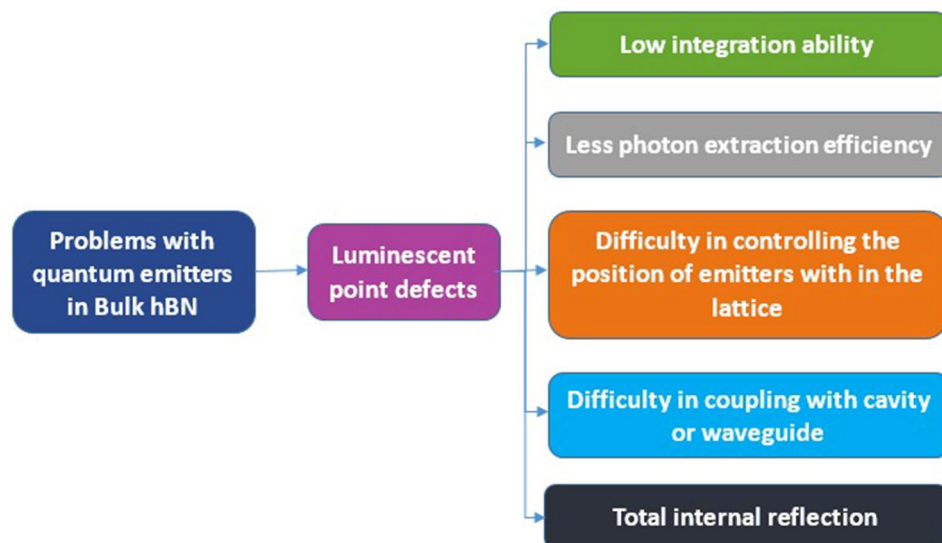 Problems with
quantum emitters
in Bulk hBN
Luminescent
point defects
Low integration ability
Less photon extraction efficiency
Difficulty in controlling the
position of emitters with in the
lattice
Difficulty in coupling with cavity
or waveguide
Total internal reflection